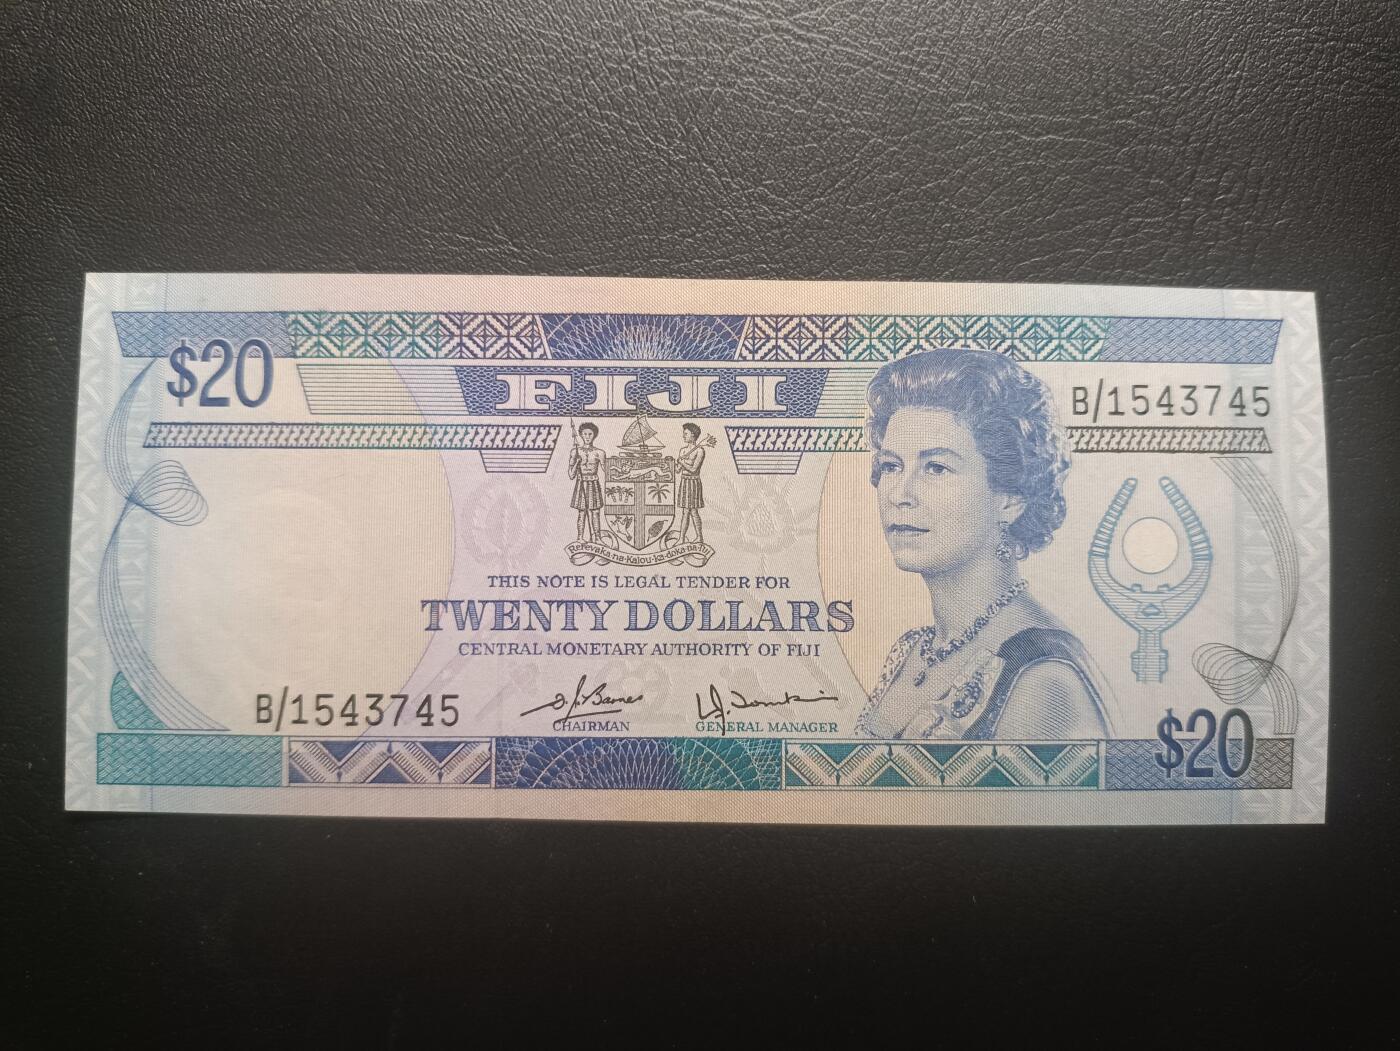 $20
FIJI
B/1543745
Rerevaka·na·Kalou·ka·doka·na·Tui
THIS NOTE IS LEGAL TENDER FOR
TWENTY DOLLARS
CENTRAL MONETARY AUTHORITY OF FIJI
B/1543745
CHAIRMAN
GENERAL MANAGER
$20